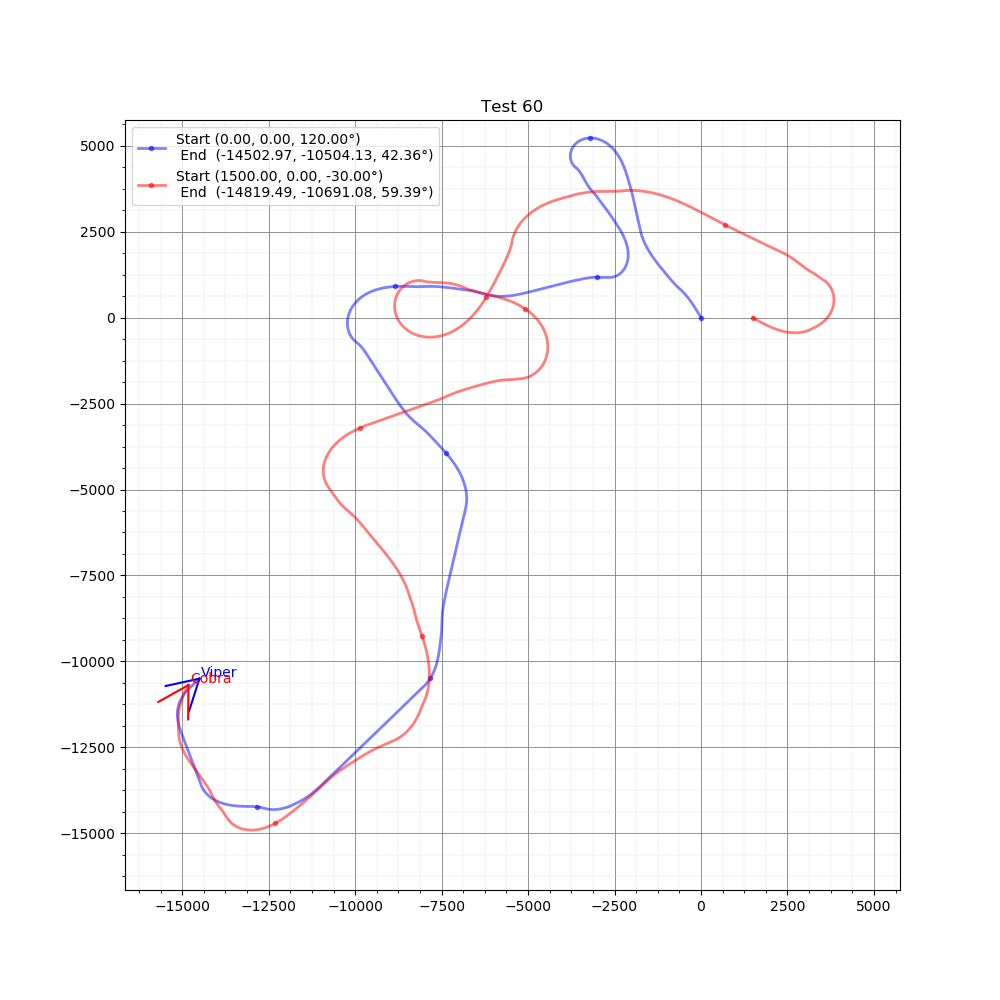 Test 60
Start (0.00, 0.00, 120.00°)
End  (-14502.97, -10504.13, 42.36°)
Start (1500.00, 0.00, -30.00°)
End  (-14819.49, -10691.08, 59.39°)
5000
2500
0
−2500
−5000
−7500
−10000
−12500
−15000
Viper
Cobra
−15000 −12500 −10000 −7500 −5000 −2500 0 2500 5000